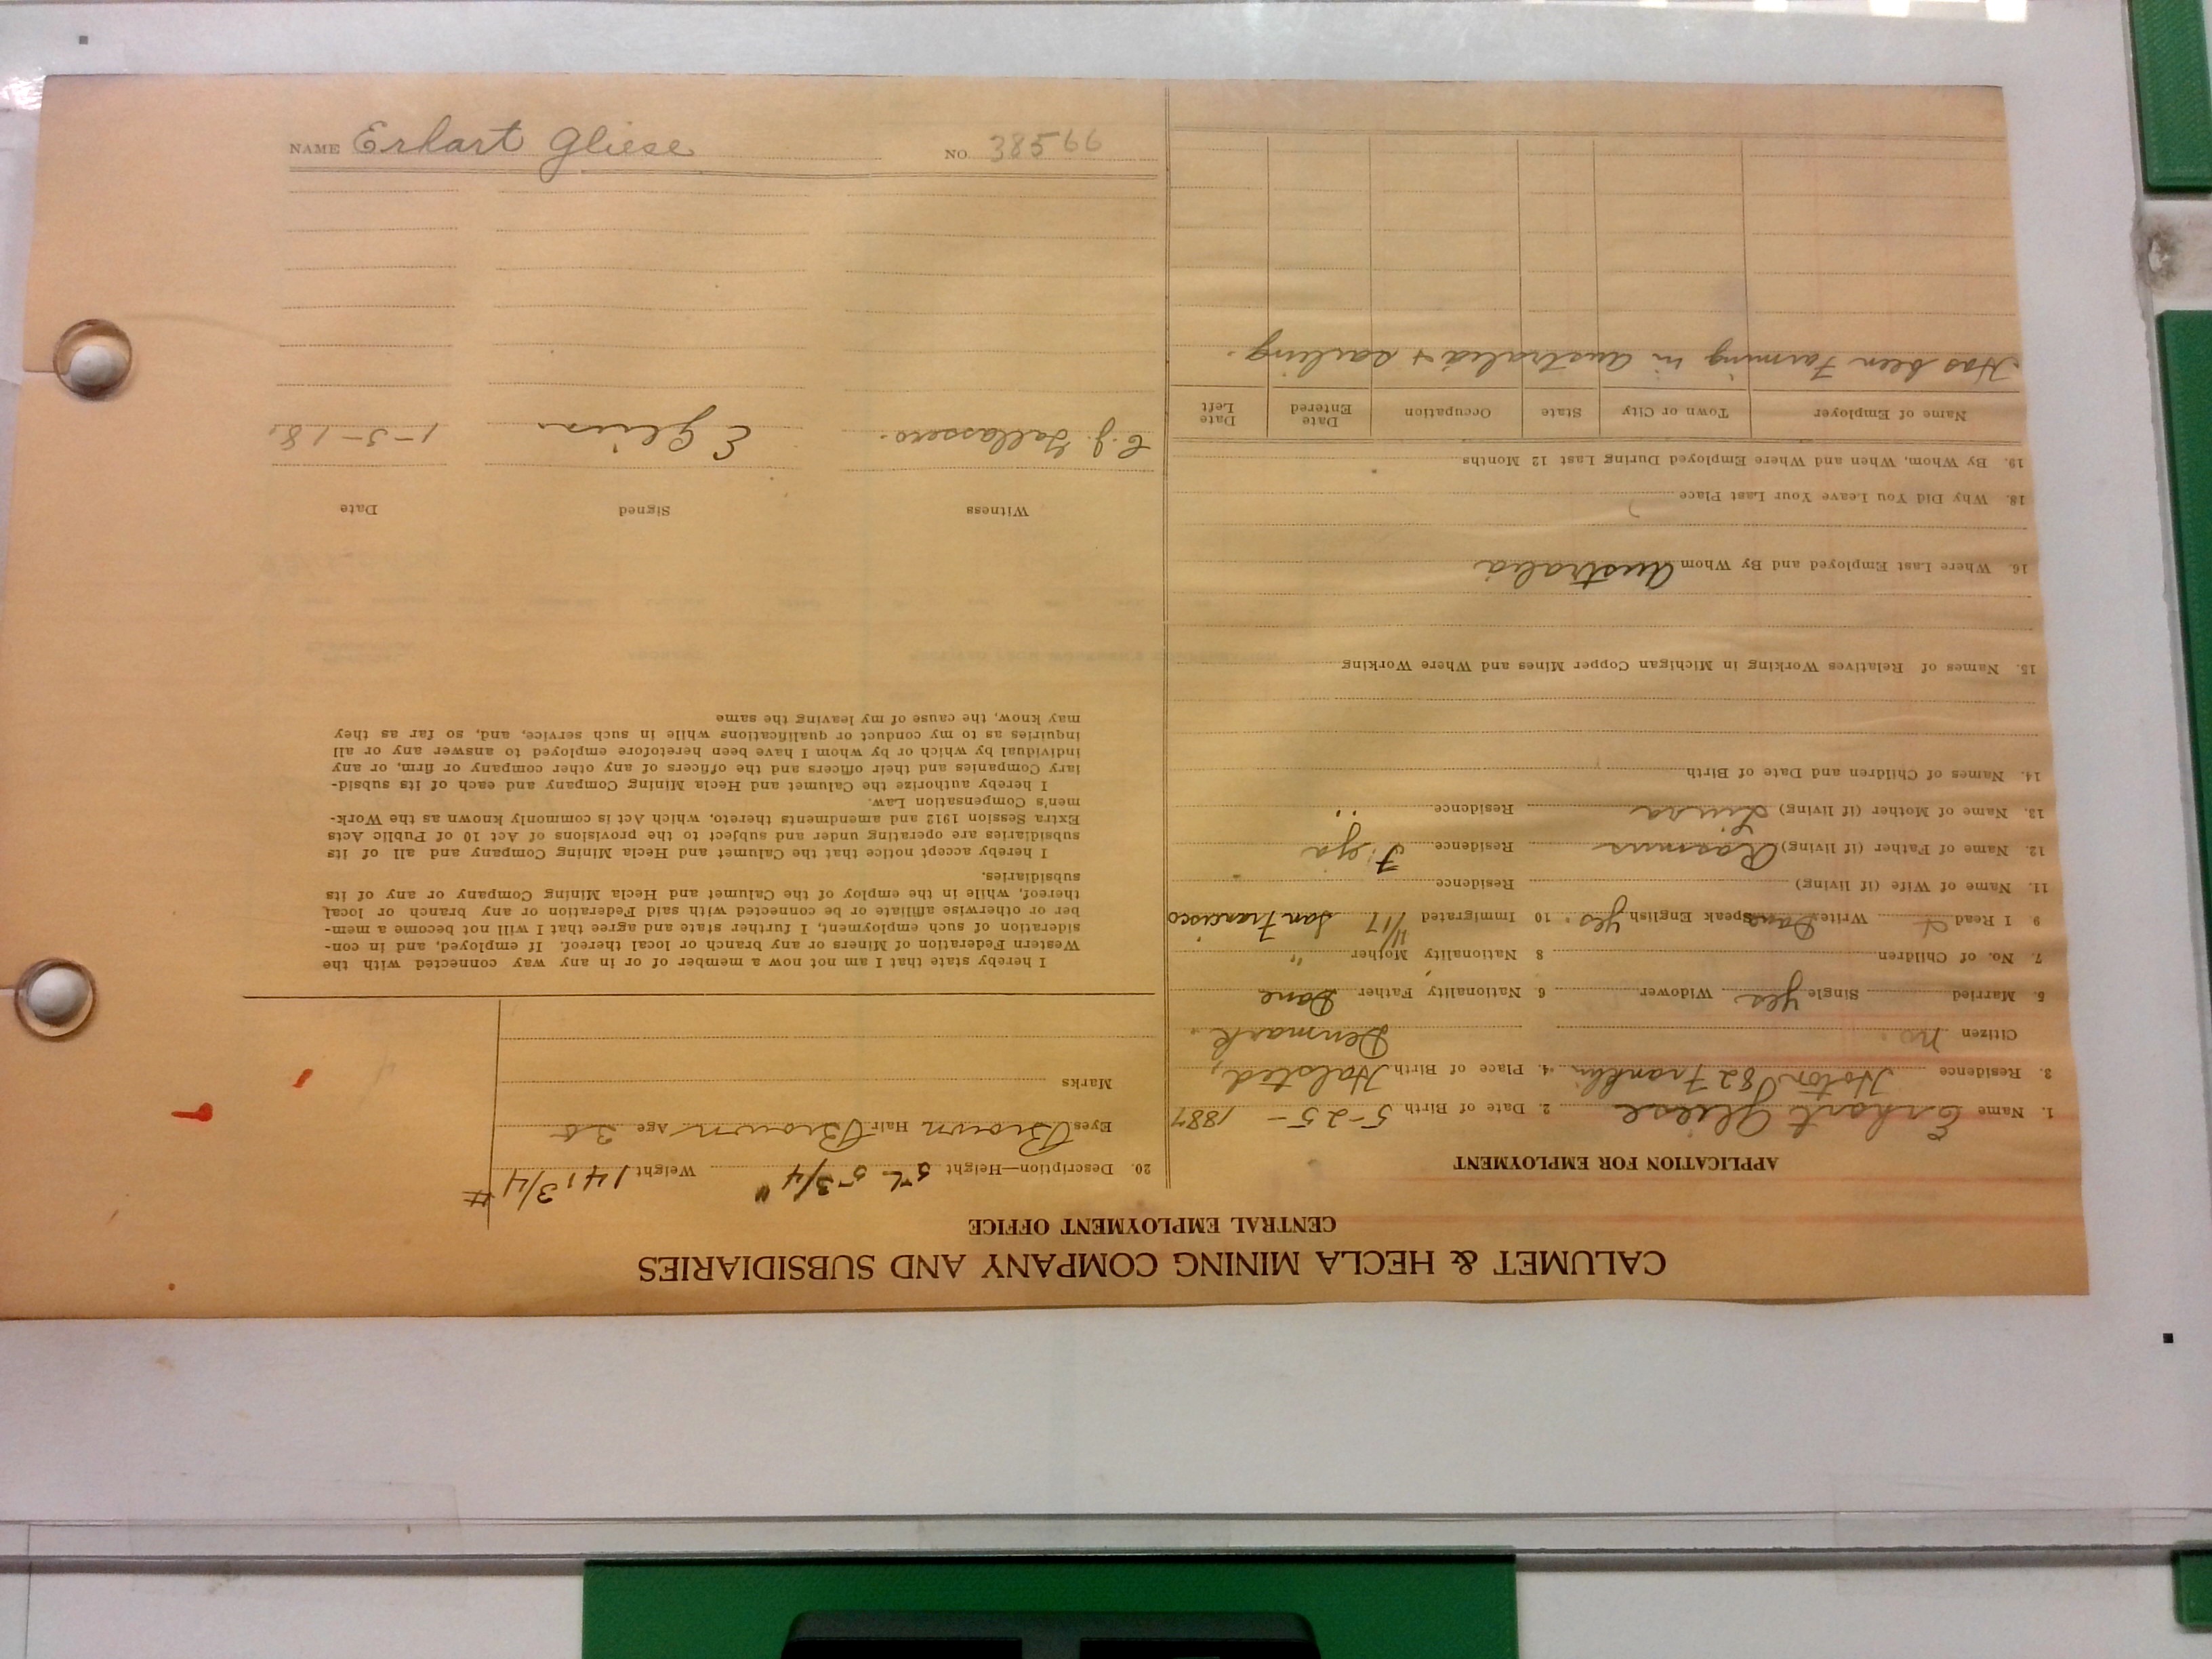 NAME Erhart Gliese NO. 38566
CALUMET & HECLA MINING COMPANY AND SUBSIDIARIES
CENTRAL EMPLOYMENT OFFICE
APPLICATION FOR EMPLOYMENT
1. Name Erhart Gliese 2. Date of Birth 5-25-1887
3. Residence Hoton 82 Franklin 4. Place of Birth Halsted,
Citizen No. Denmark.
5. Married Single yes Widower 6. Nationality Father Dane
7. No. of Children 8 Nationality Mother "
9 I Read Write Dane Speak English yes. 10 Immigrated 11/17 San Francisco
11. Name of Wife (if living) Residence
12. Name of Father (if living) Rasmus Residence
13. Name of Mother (if living) Residence "
14. Names of Children and Date of Birth
15. Names of Relatives Working in Michigan Copper Mines and Where Working
16. Where Last Employed and By Whom Australia
18. Why Did You Leave Your Last Place
19. By Whom, When and Where Employed During Last 12 Months
Name of Employer Town or City State Occupation Date Entered Date Left
Has been Farming in Australia & sailing.
20. Description—Height 5 ft 5 3/4" Weight 141 3/4 #
Eyes Brown Hair Brown Age 30
Marks
I hereby state that I am not now a member of or in any way connected with the
Western Federation of Miners or any branch or local thereof. If employed, and in con-
sideration of such employment, I further state and agree that I will not become a mem-
ber or otherwise affiliate or be connected with said Federation or any branch or local
thereof, while in the employ of the Calumet and Hecla Mining Company or any of its
subsidiaries.
I hereby accept notice that the Calumet and Hecla Mining Company and all of its
subsidiaries are operating under and subject to the provisions of Act 10 of Public Acts
Extra Session 1912 and amendments thereto, which Act is commonly known as the Work-
men's Compensation Law.
I hereby authorize the Calumet and Hecla Mining Company and each of its subsid-
iary Companies and their officers and the officers of any other company or firm, or any
individual by which or by whom I have been heretofore employed to answer any or all
inquiries as to my conduct or qualifications while in such service, and, so far as they
may know, the cause of my leaving the same
Witness Signed Date
E Gliese. 1-5-18.